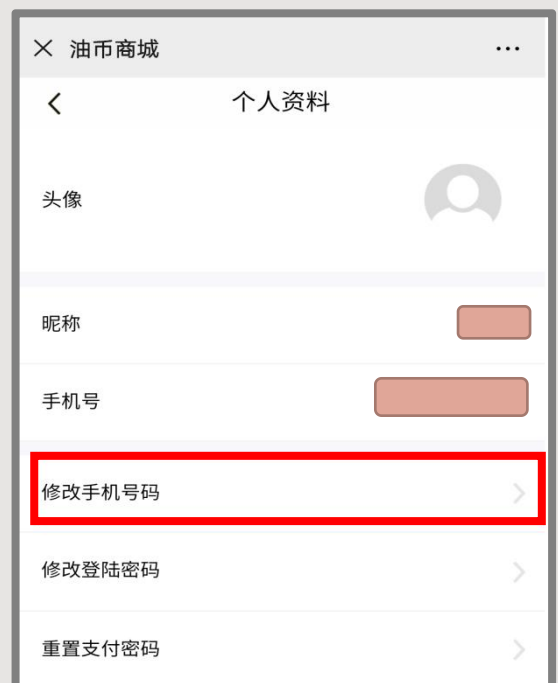 油币商城
个人资料
头像
昵称
手机号
修改手机号码
修改登陆密码
重置支付密码